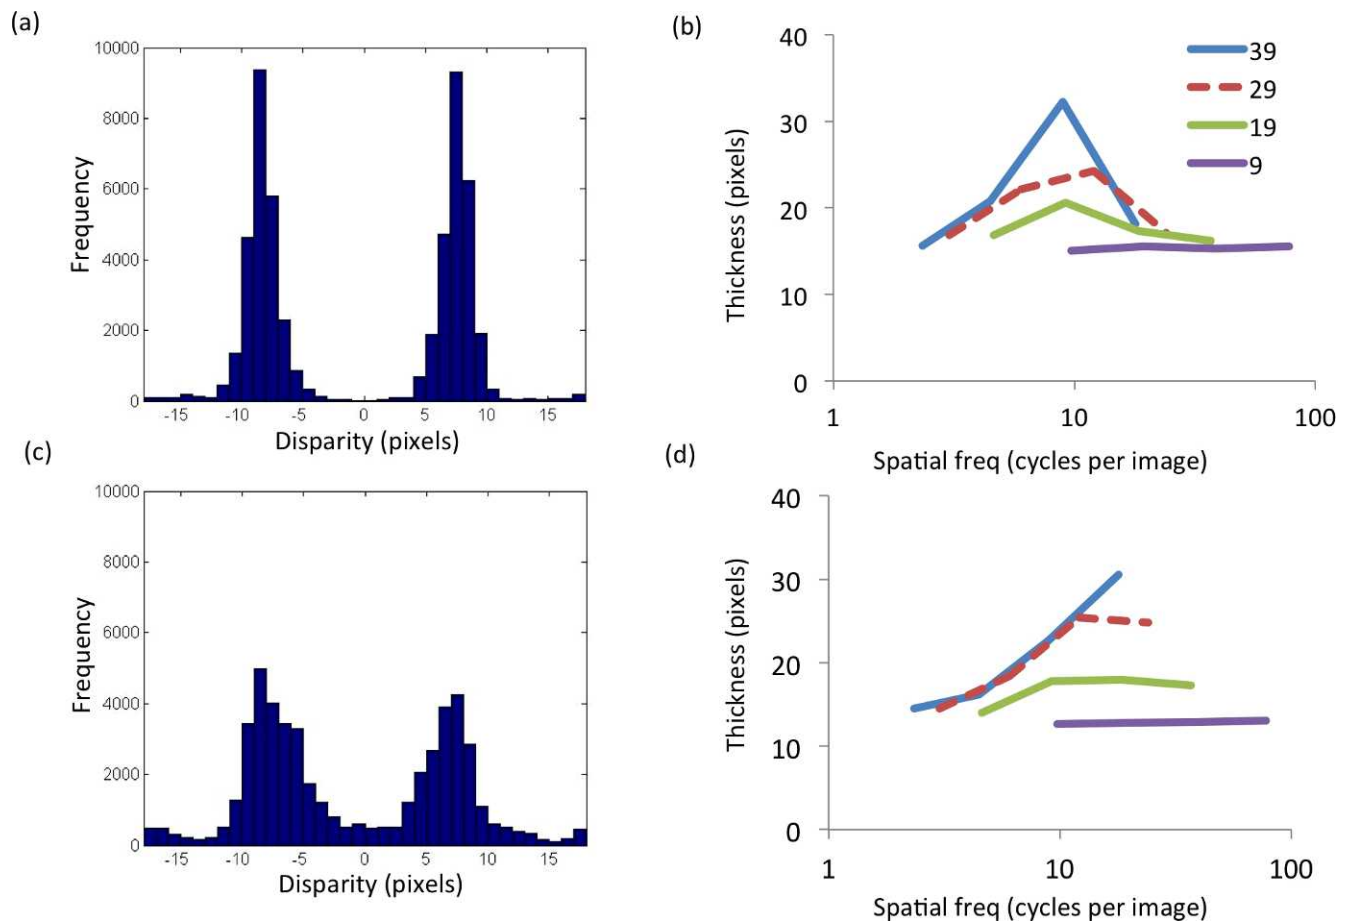 (a)
10000
8000
6000
4000
2000
0
Frequency
-15 -10 -5 0 5 10 15
Disparity (pixels)
(b)
40
30
20
10
0
Thickness (pixels)
39
29
19
9
1 10 100
Spatial freq (cycles per image)
(c)
10000
8000
6000
4000
2000
0
Frequency
-15 -10 -5 0 5 10 15
Disparity (pixels)
(d)
40
30
20
10
0
Thickness (pixels)
1 10 100
Spatial freq (cycles per image)